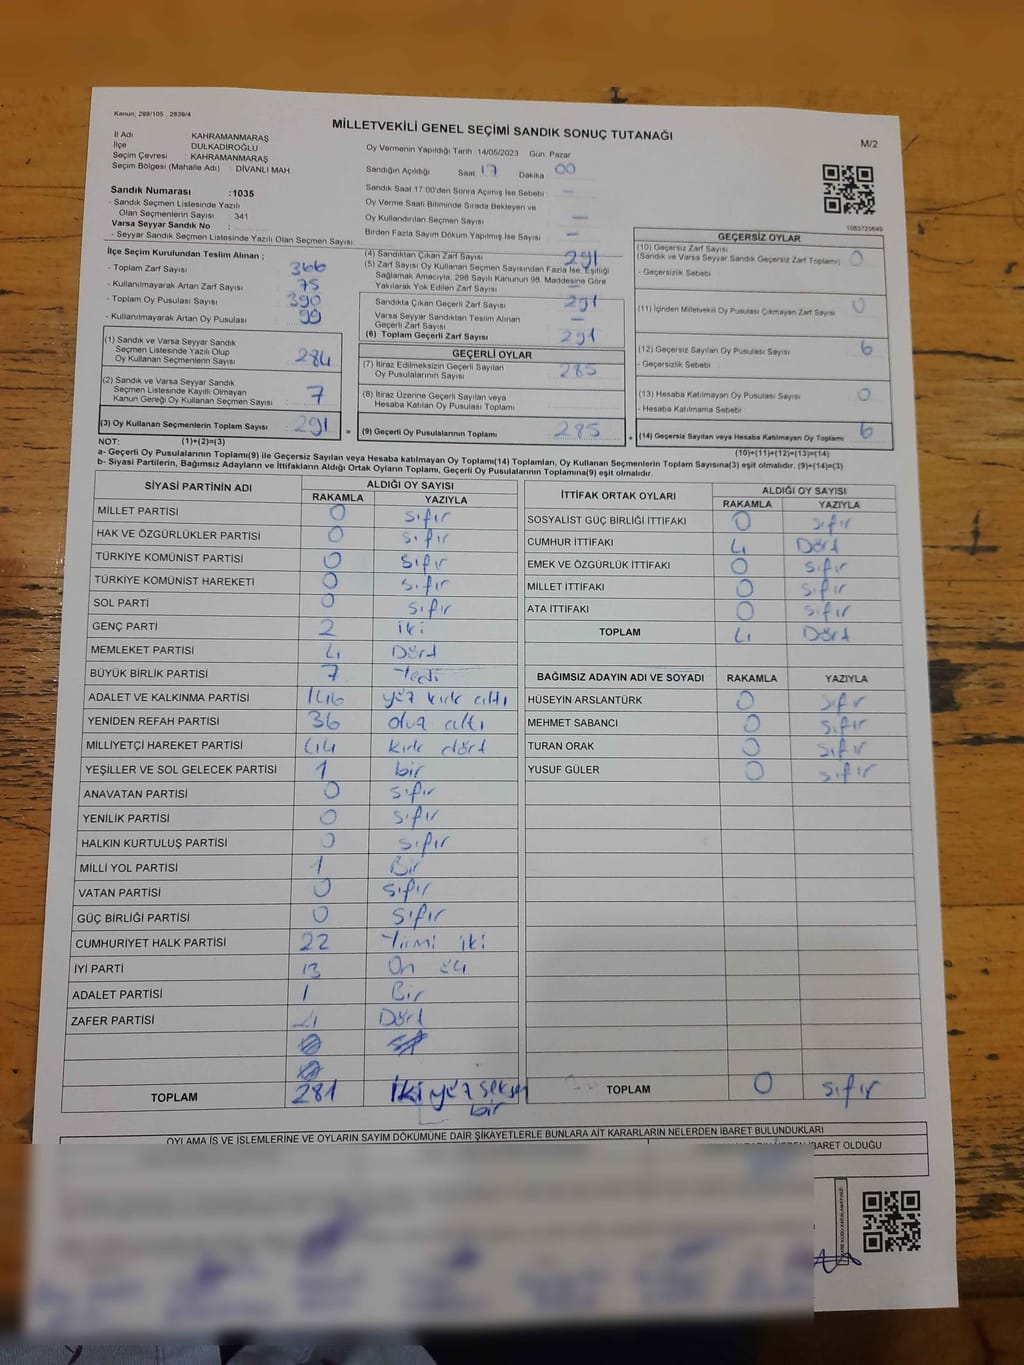 Kanun, 298/105 , 2839/4
MİLLETVEKİLİ GENEL SEÇİMİ SANDIK SONUÇ TUTANAĞI
M/2
İl Adı : KAHRAMANMARAŞ
İlçe : DULKADİROĞLU
Seçim Çevresi : KAHRAMANMARAŞ
Seçim Bölgesi (Mahalle Adı) : DİVANLI MAH
Sandık Numarası :1035
- Sandık Seçmen Listesinde Yazılı
Olan Seçmenlerin Sayısı : 341
Varsa Seyyar Sandık No :
- Seyyar Sandık Seçmen Listesinde Yazılı Olan Seçmen Sayısı:
Oy Vermenin Yapıldığı Tarih :14/05/2023 Gün: Pazar
Sandığın Açıldığı Saat : 17 Dakika : 00
Sandık Saat 17:00'den Sonra Açılmış İse Sebebi : —
Oy Verme Saati Bitiminde Sırada Bekleyen ve
Oy Kullandırılan Seçmen Sayısı : —
Birden Fazla Sayım Döküm Yapılmış İse Sayısı : —
1083725649
İlçe Seçim Kurulundan Teslim Alınan ;
- Toplam Zarf Sayısı : 366
- Kullanılmayarak Artan Zarf Sayısı : 75
- Toplam Oy Pusulası Sayısı : 390
- Kullanılmayarak Artan Oy Pusulası : 99
(1) Sandık ve Varsa Seyyar Sandık
Seçmen Listesinde Yazılı Olup
Oy Kullanan Seçmenlerin Sayısı : 284
(2) Sandık ve Varsa Seyyar Sandık
Seçmen Listesinde Kayıtlı Olmayan
Kanun Gereği Oy Kullanan Seçmen Sayısı : 7
(3) Oy Kullanan Seçmenlerin Toplam Sayısı : 291
(4) Sandıktan Çıkan Zarf Sayısı : 291
(5) Zarf Sayısı Oy Kullanan Seçmen Sayısından Fazla İse, Eşitliği
Sağlamak Amacıyla, 298 Sayılı Kanunun 98. Maddesine Göre
Yakılarak Yok Edilen Zarf Sayısı : —
Sandıkta Çıkan Geçerli Zarf Sayısı : 291
Varsa Seyyar Sandıktan Teslim Alınan
Geçerli Zarf Sayısı : —
(6) Toplam Geçerli Zarf Sayısı : 291
GEÇERLİ OYLAR
(7) İtiraz Edilmeksizin Geçerli Sayılan
Oy Pusulalarının Sayısı : 285
(8) İtiraz Üzerine Geçerli Sayılan veya
Hesaba Katılan Oy Pusulaları Toplamı :
= (9) Geçerli Oy Pusulalarının Toplamı : 285
GEÇERSİZ OYLAR
(10) Geçersiz Zarf Sayısı
(Sandık ve Varsa Seyyar Sandık Geçersiz Zarf Toplamı) : 0
- Geçersizlik Sebebi :
(11) İçinden Milletvekili Oy Pusulası Çıkmayan Zarf Sayısı : 0
(12) Geçersiz Sayılan Oy Pusulası Sayısı : 6
- Geçersizlik Sebebi :
(13) Hesaba Katılmayan Oy Pusulası Sayısı : 0
- Hesaba Katılmama Sebebi :
+ (14) Geçersiz Sayılan veya Hesaba Katılmayan Oy Toplamı : 6
NOT: (1)+(2)=(3) (10)+(11)+(12)+(13)=(14)
a- Geçerli Oy Pusulalarının Toplamı(9) ile Geçersiz Sayılan veya Hesaba katılmayan Oy Toplamı(14) Toplamları, Oy Kullanan Seçmenlerin Toplam Sayısına(3) eşit olmalıdır. (9)+(14)=(3)
b- Siyasi Partilerin, Bağımsız Adayların ve İttifakların Aldığı Ortak Oyların Toplamı, Geçerli Oy Pusulalarının Toplamına(9) eşit olmalıdır.
SİYASİ PARTİNİN ADI ALDIĞI OY SAYISI
RAKAMLA YAZIYLA
MİLLET PARTİSİ 0 sıfır
HAK VE ÖZGÜRLÜKLER PARTİSİ 0 sıfır
TÜRKİYE KOMÜNİST PARTİSİ 0 sıfır
TÜRKİYE KOMÜNİST HAREKETİ 0 sıfır
SOL PARTİ 0 sıfır
GENÇ PARTİ 2 iki
MEMLEKET PARTİSİ 4 Dört
BÜYÜK BİRLİK PARTİSİ 7 Yedi
ADALET VE KALKINMA PARTİSİ 146 yüz kırk altı
YENİDEN REFAH PARTİSİ 36 otuz altı
MİLLİYETÇİ HAREKET PARTİSİ 44 kırk dört
YEŞİLLER VE SOL GELECEK PARTİSİ 1 bir
ANAVATAN PARTİSİ 0 sıfır
YENİLİK PARTİSİ 0 sıfır
HALKIN KURTULUŞ PARTİSİ 0 sıfır
MİLLİ YOL PARTİSİ 1 Bir
VATAN PARTİSİ 0 sıfır
GÜÇ BİRLİĞİ PARTİSİ 0 sıfır
CUMHURİYET HALK PARTİSİ 22 Yirmi iki
İYİ PARTİ 13 On üç
ADALET PARTİSİ 1 Bir
ZAFER PARTİSİ 4 Dört
TOPLAM 281 İki yüz seksen
bir
İTTİFAK ORTAK OYLARI ALDIĞI OY SAYISI
RAKAMLA YAZIYLA
SOSYALİST GÜÇ BİRLİĞİ İTTİFAKI 0 sıfır
CUMHUR İTTİFAKI 4 Dört
EMEK VE ÖZGÜRLÜK İTTİFAKI 0 sıfır
MİLLET İTTİFAKI 0 sıfır
ATA İTTİFAKI 0 sıfır
TOPLAM 4 Dört
BAĞIMSIZ ADAYIN ADI VE SOYADI RAKAMLA YAZIYLA
HÜSEYİN ARSLANTÜRK 0 sıfır
MEHMET SABANCI 0 sıfır
TURAN ORAK 0 sıfır
YUSUF GÜLER 0 sıfır
TOPLAM 0 sıfır
OYLAMA İŞ VE İŞLEMLERİNE VE OYLARIN SAYIM DÖKÜMÜNE DAİR ŞİKAYETLERLE BUNLARA AİT KARARLARIN NELERDEN İBARET BULUNDUKLARI
İBARET OLDUĞU